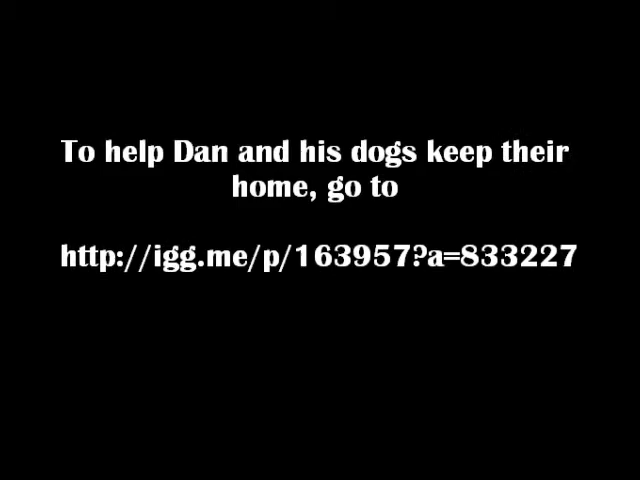 To help Dan and his dogs keep their
home, go to
http://igg.me/p/163957?a=833227